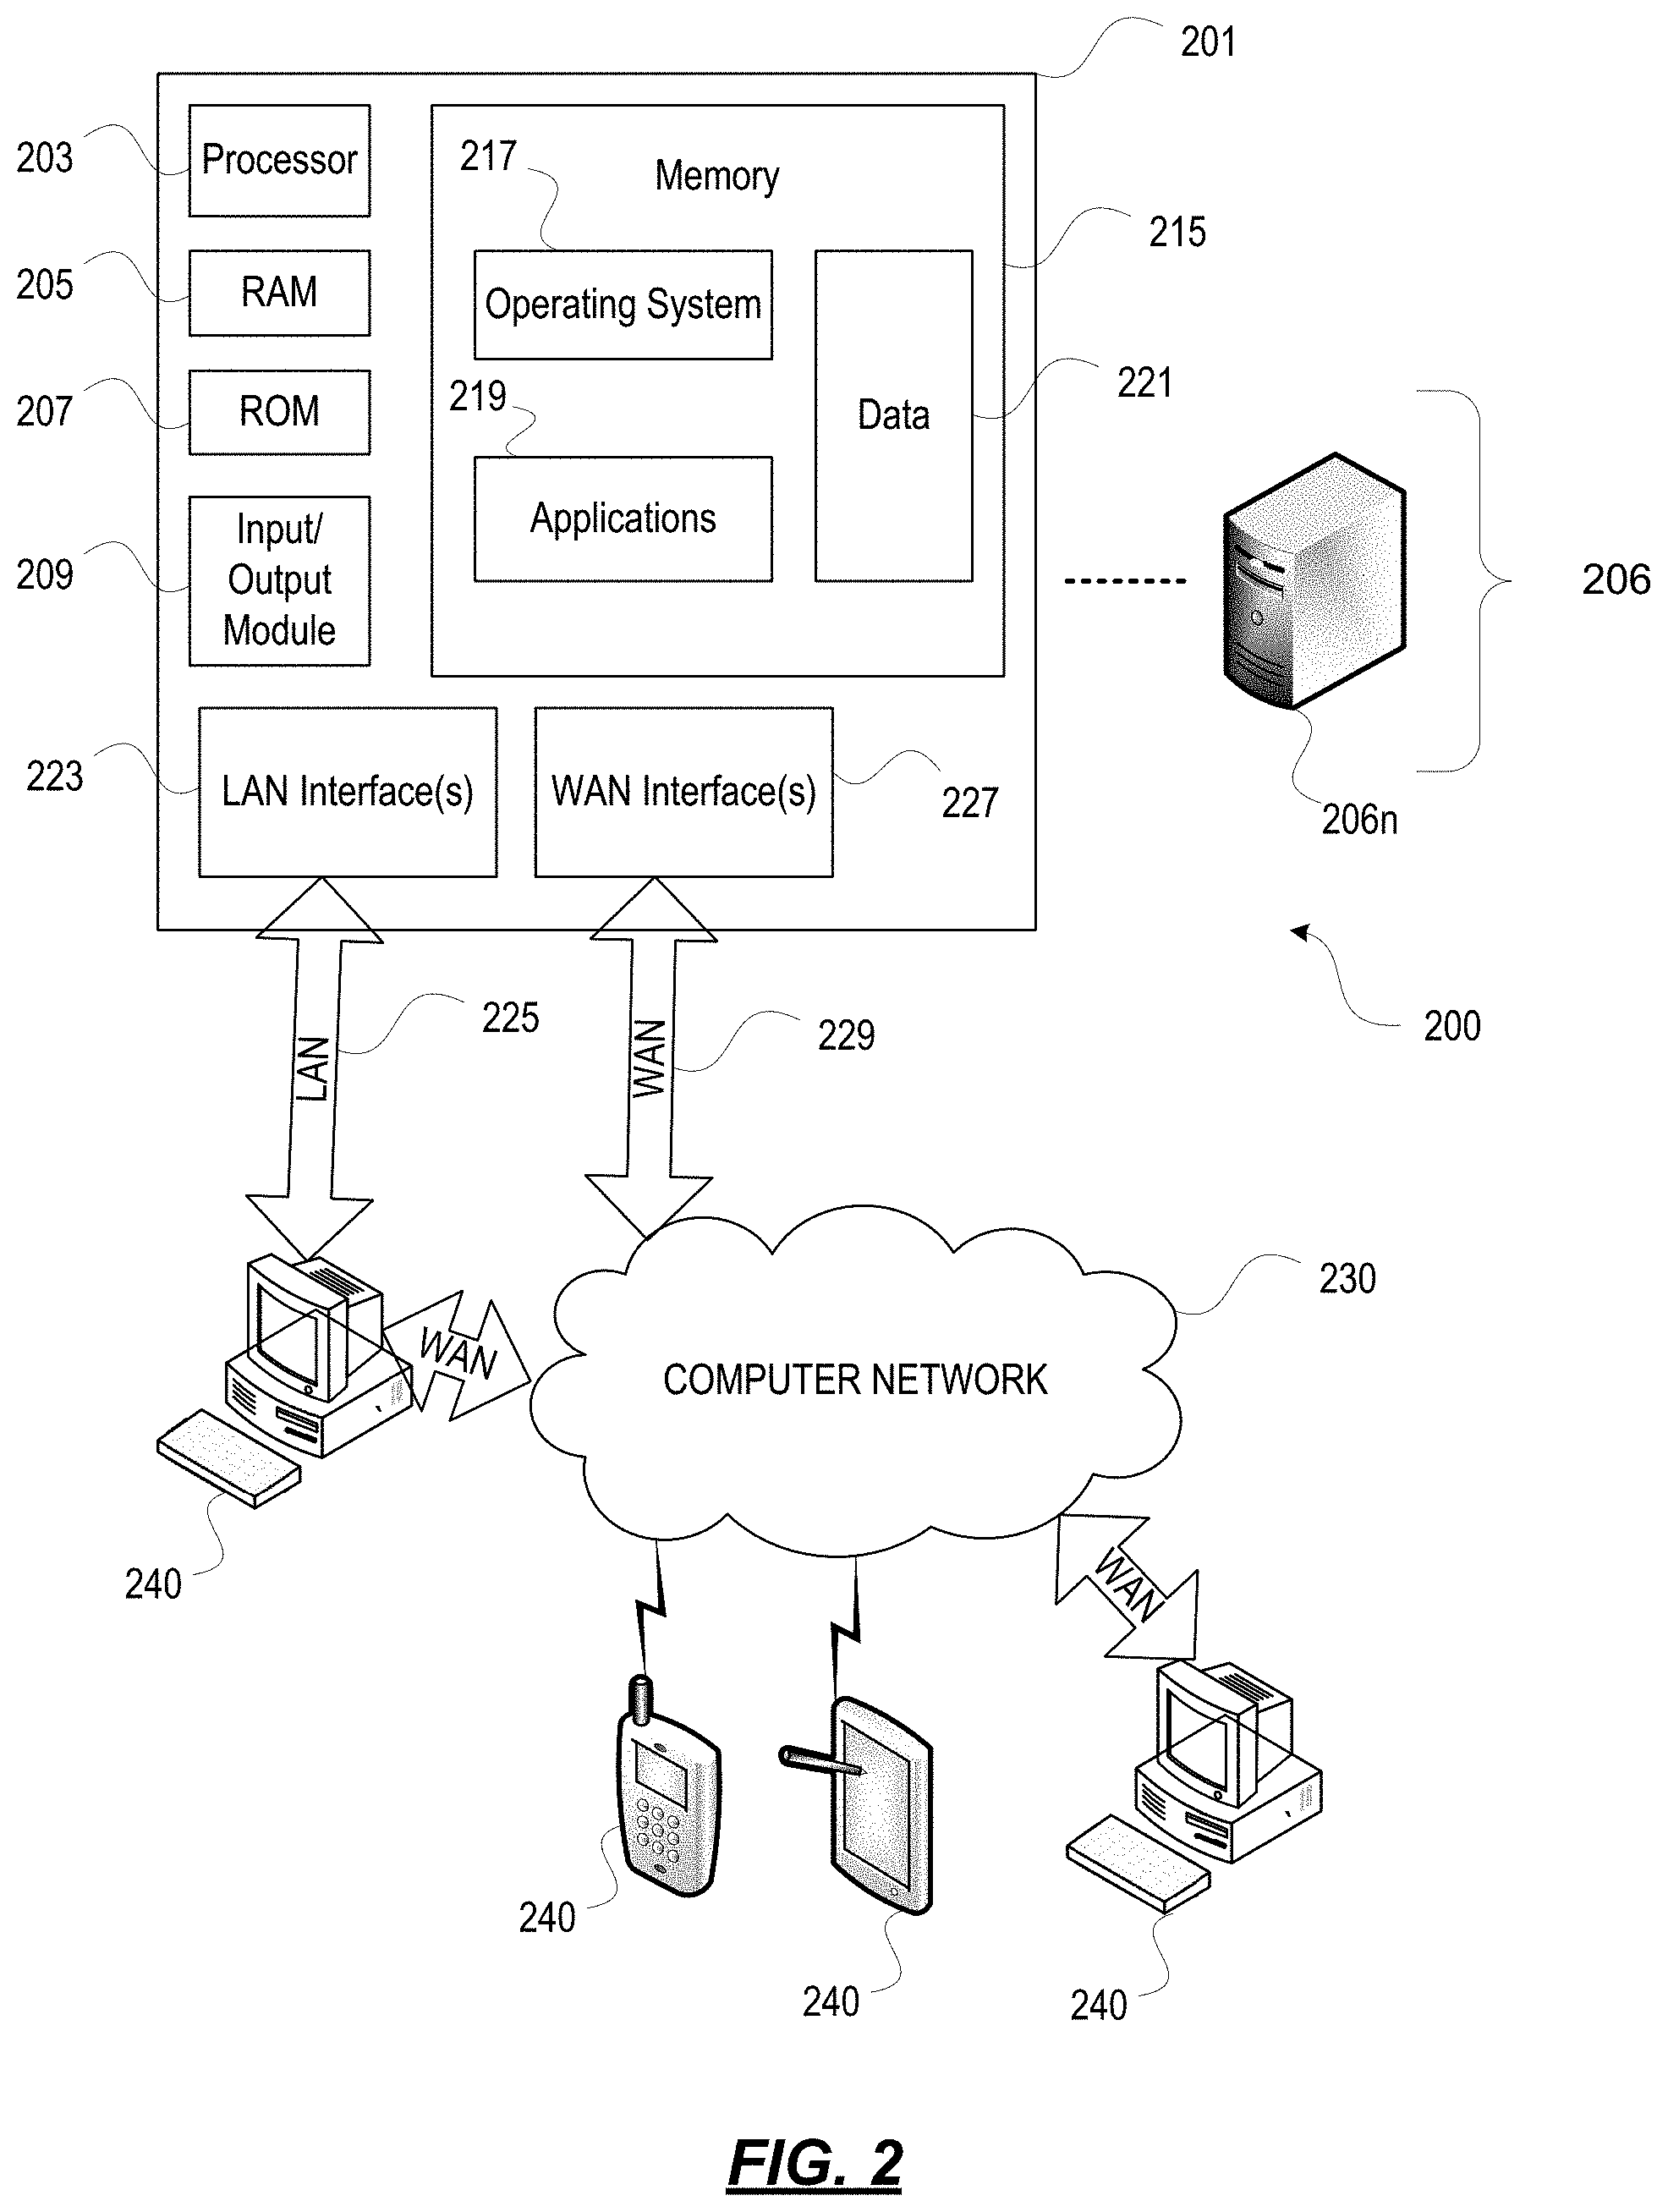 201
203
Processor
217
Memory
215
205
RAM
Operating System
207
ROM
219
221
Data
Applications
209
Input/
Output
Module
206
206n
223
LAN Interface(s)
WAN Interface(s)
227
200
LAN
225
WAN
229
230
WAN
COMPUTER NETWORK
WAN
240
240
240
240
FIG. 2